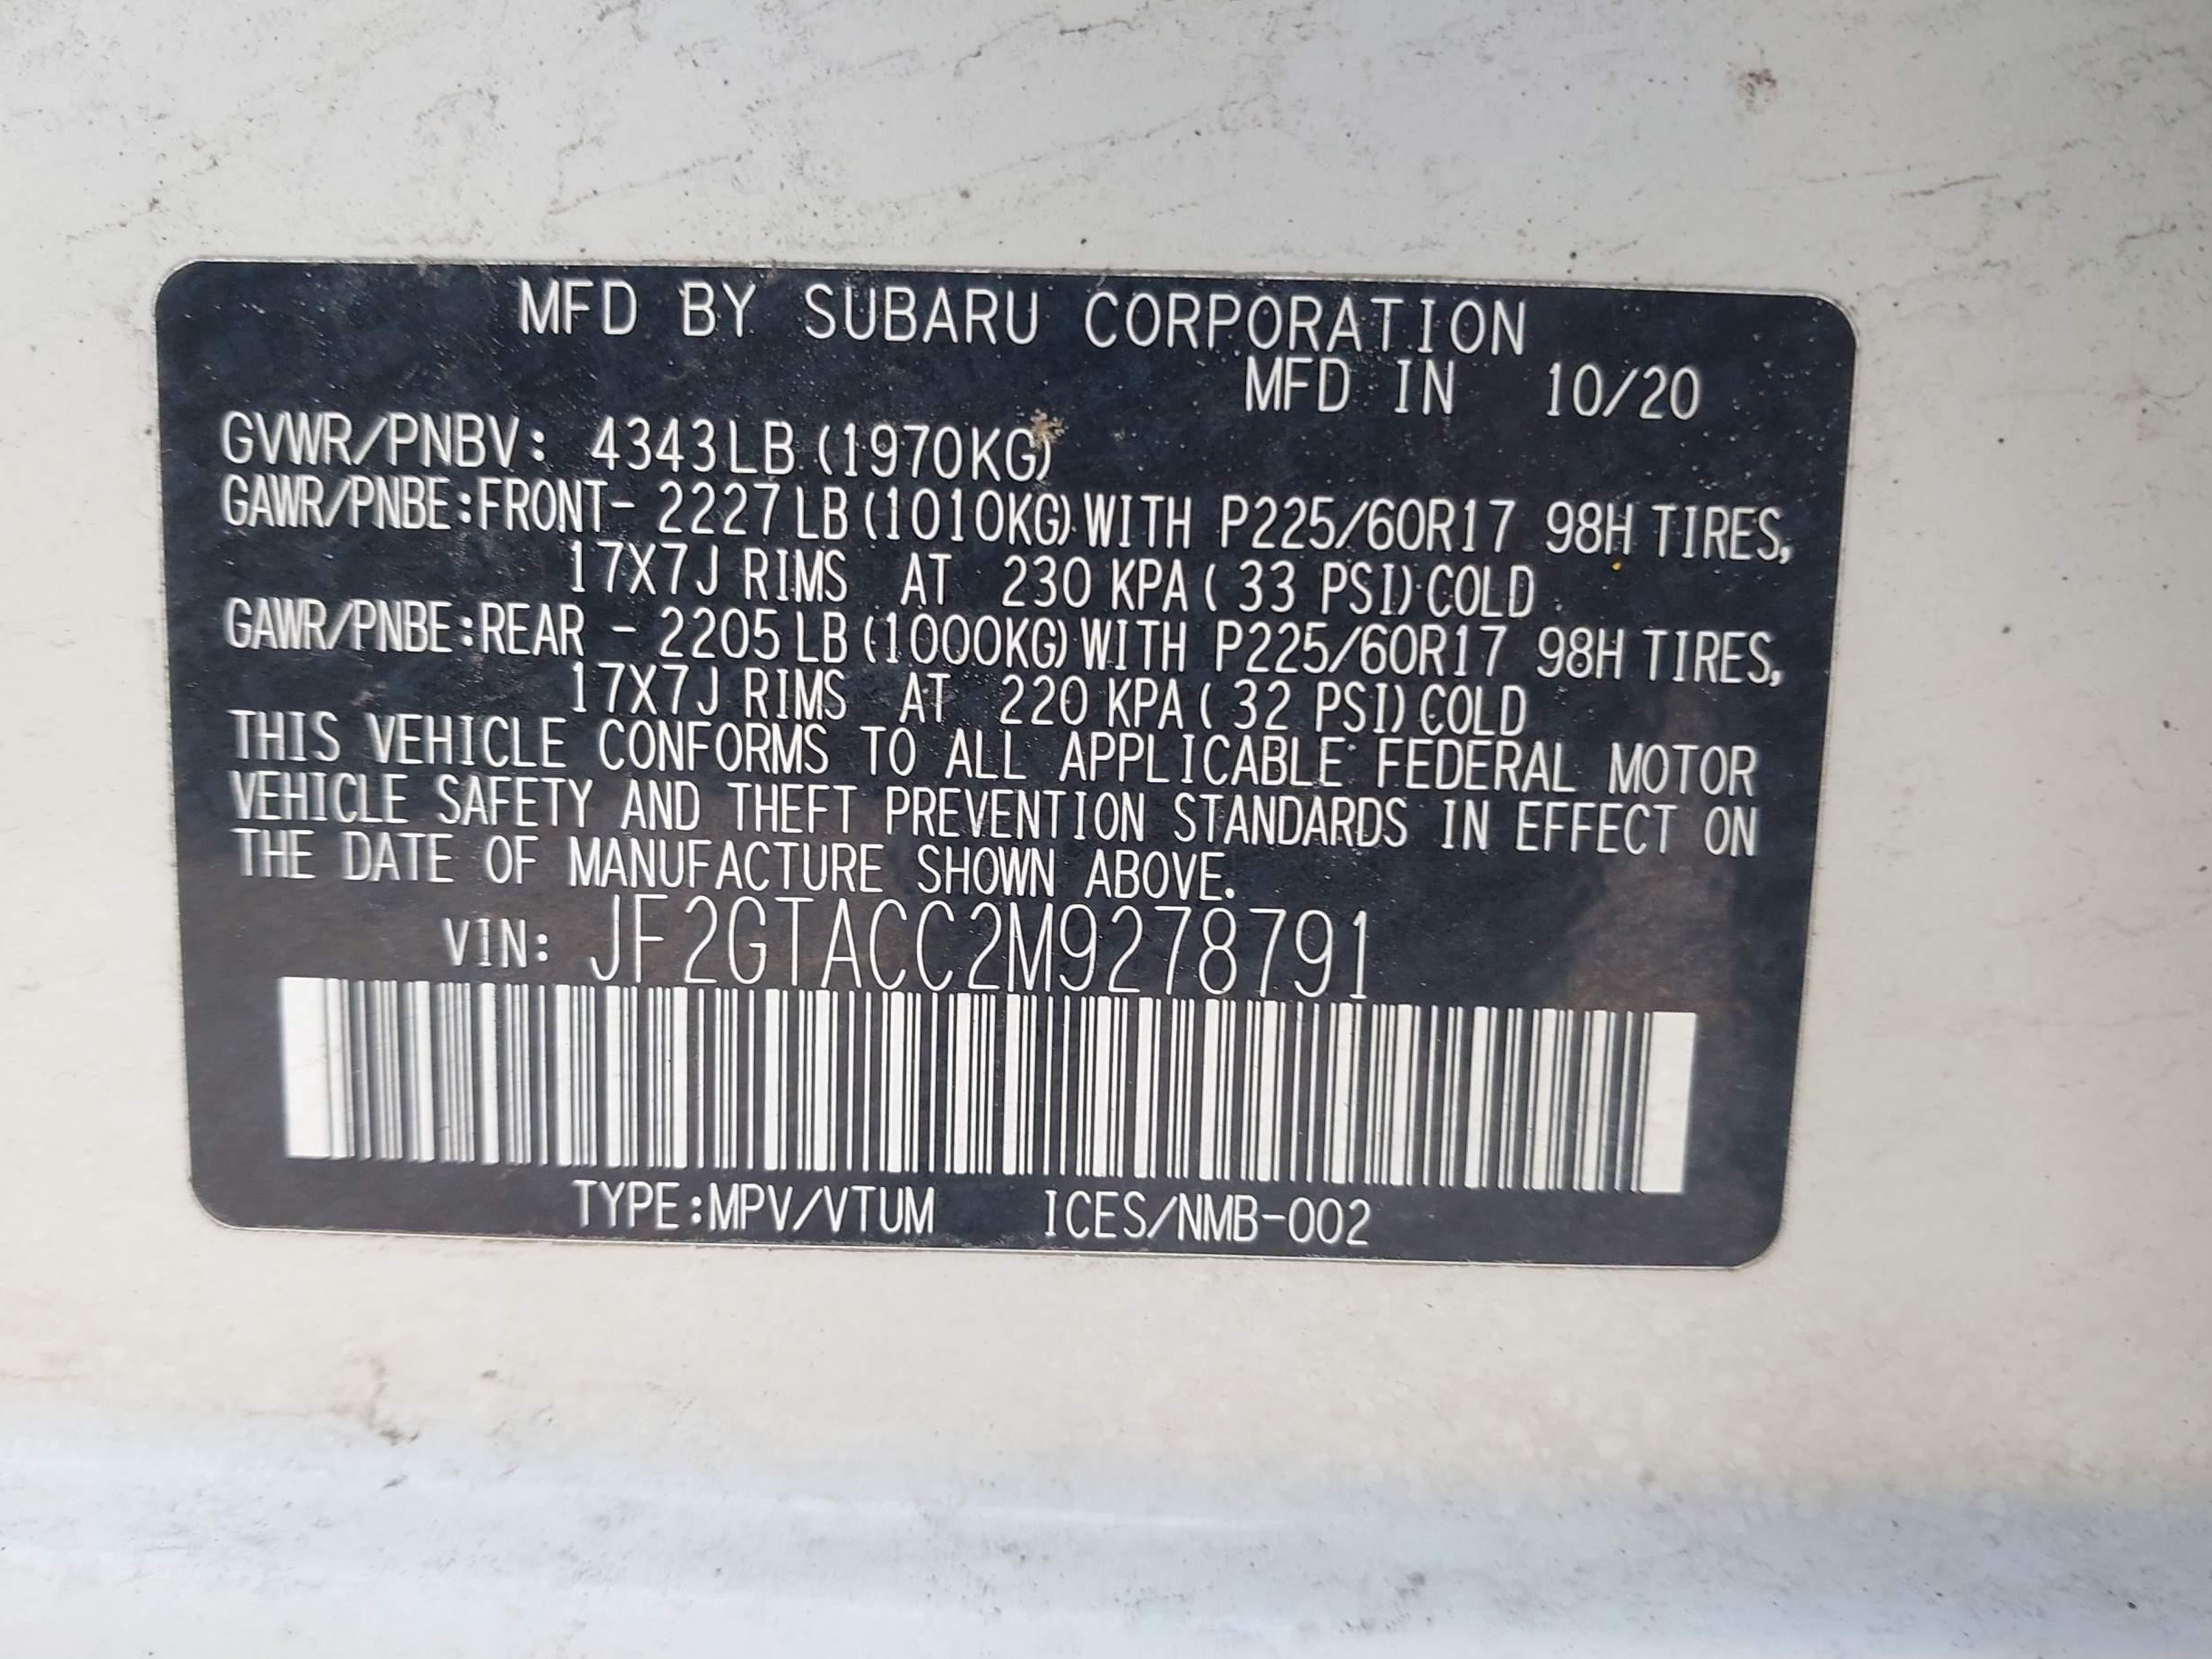 MFD BY SUBARU CORPORATION
MFD IN 10/20
GVWR/PNBV: 4343LB (1970KG)
GAWR/PNBE:FRONT- 2227LB (1010KG) WITH P225/60R17 98H TIRES,
17X7J RIMS AT 230 KPA ( 33 PSI) COLD
GAWR/PNBE:REAR - 2205LB (1000KG) WITH P225/60R17 98H TIRES,
17X7J RIMS AT 220 KPA ( 32 PSI) COLD
THIS VEHICLE CONFORMS TO ALL APPLICABLE FEDERAL MOTOR
VEHICLE SAFETY AND THEFT PREVENTION STANDARDS IN EFFECT ON
THE DATE OF MANUFACTURE SHOWN ABOVE.
VIN: JF2GTACC2M9278791
TYPE:MPV/VTUM ICES/NMB-002